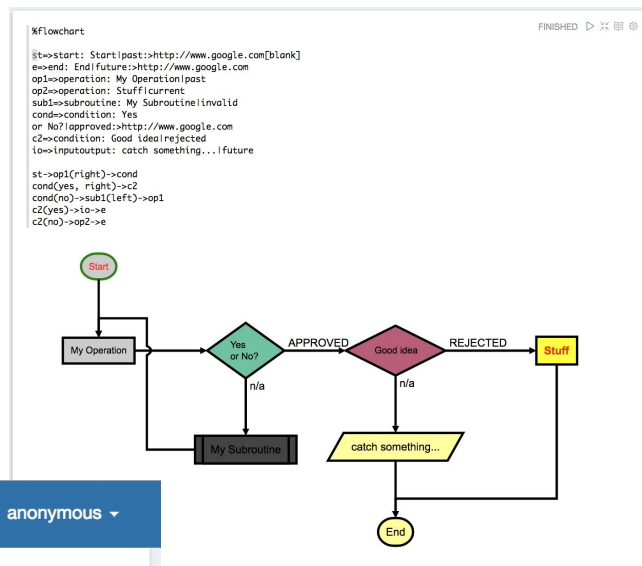 FINISHED
%flowchart
st=>start: Start|past:>http://www.google.com[blank]
e=>end: End|future:>http://www.google.com
op1=>operation: My Operation|past
op2=>operation: Stuff|current
sub1=>subroutine: My Subroutine|invalid
cond=>condition: Yes
or No?|approved:>http://www.google.com
c2=>condition: Good idea|rejected
io=>inputoutput: catch something...|future
st->op1(right)->cond
cond(yes, right)->c2
cond(no)->sub1(left)->op1
c2(yes)->io->e
c2(no)->op2->e
Start
My Operation
Yes
or No?
APPROVED
Good idea
REJECTED
Stuff
n/a
n/a
My Subroutine
catch something...
End
anonymous